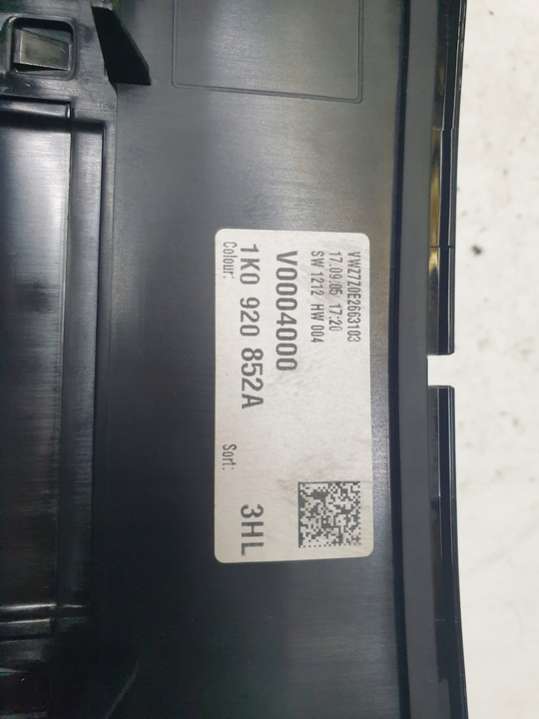 VWZ7Z0E2663103
17.09.05 17:20
SW 1212 HW 004
V0004000
1K0 920 852A
Colour: Sort: 3HL